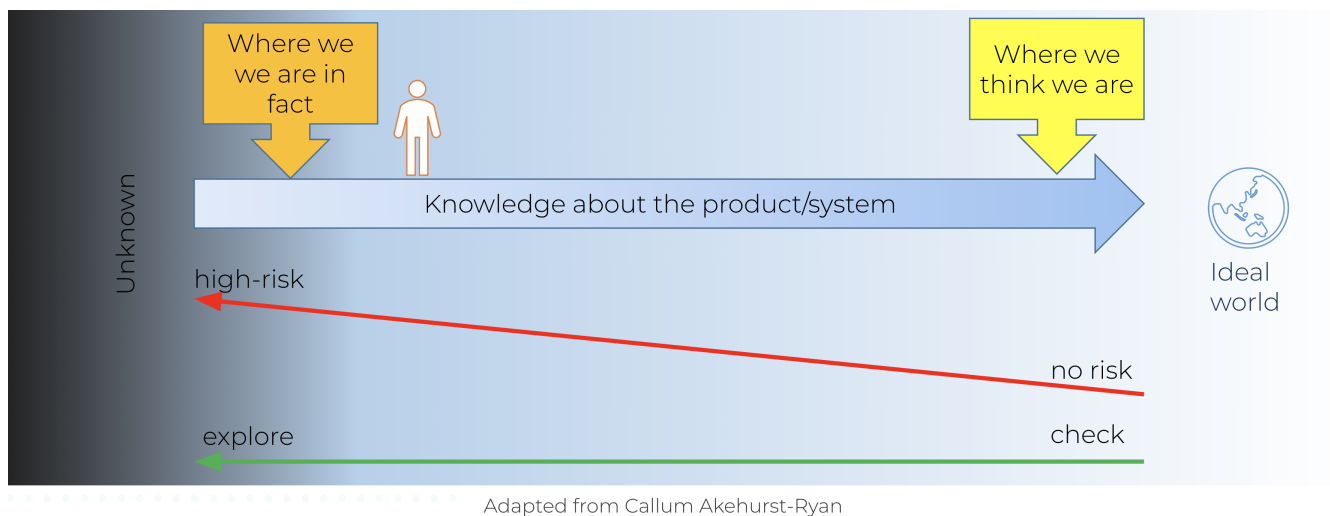 Where we
we are in
fact
Where we
think we are
Unknown
Knowledge about the product/system
Ideal
world
high-risk
no risk
explore
check
Adapted from Callum Akehurst-Ryan